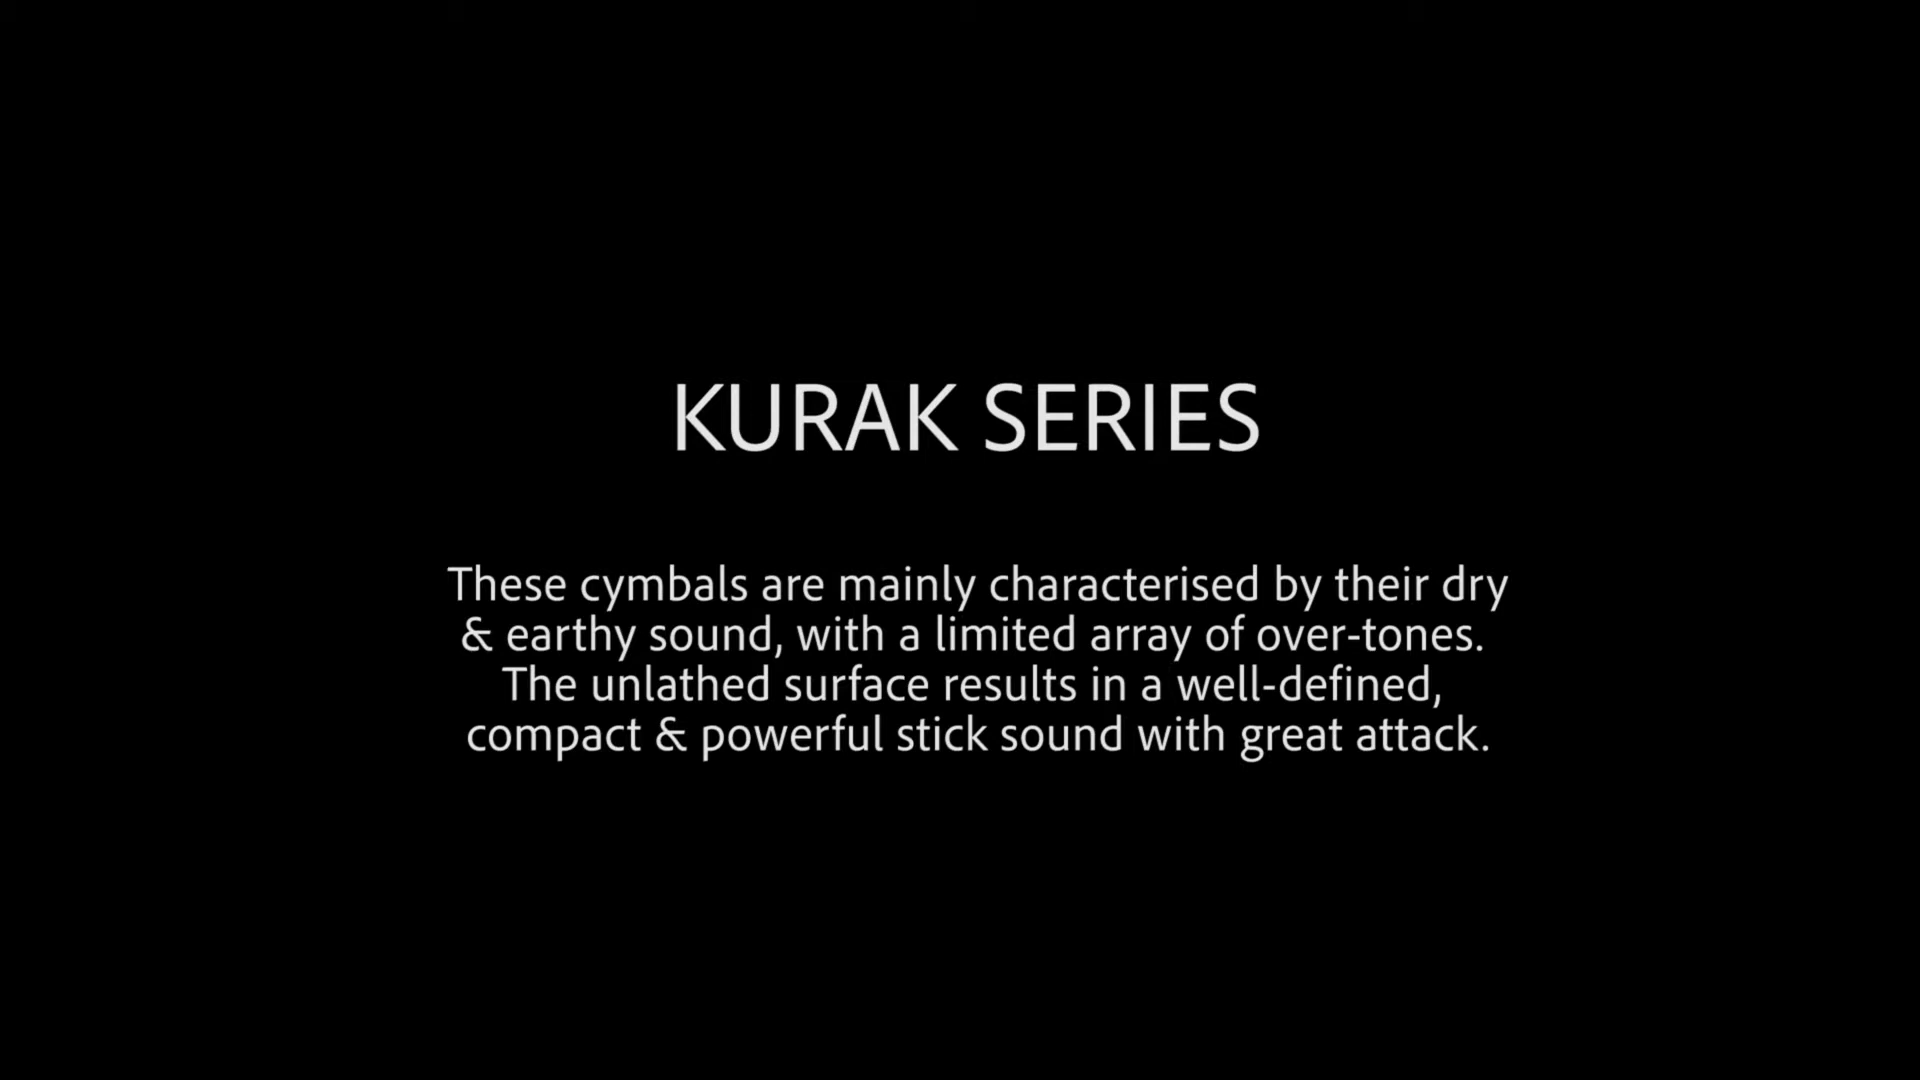 KURAK SERIES
These cymbals are mainly characterised by their dry
& earthy sound, with a limited array of over-tones.
The unlathed surface results in a well-defined,
compact & powerful stick sound with great attack.